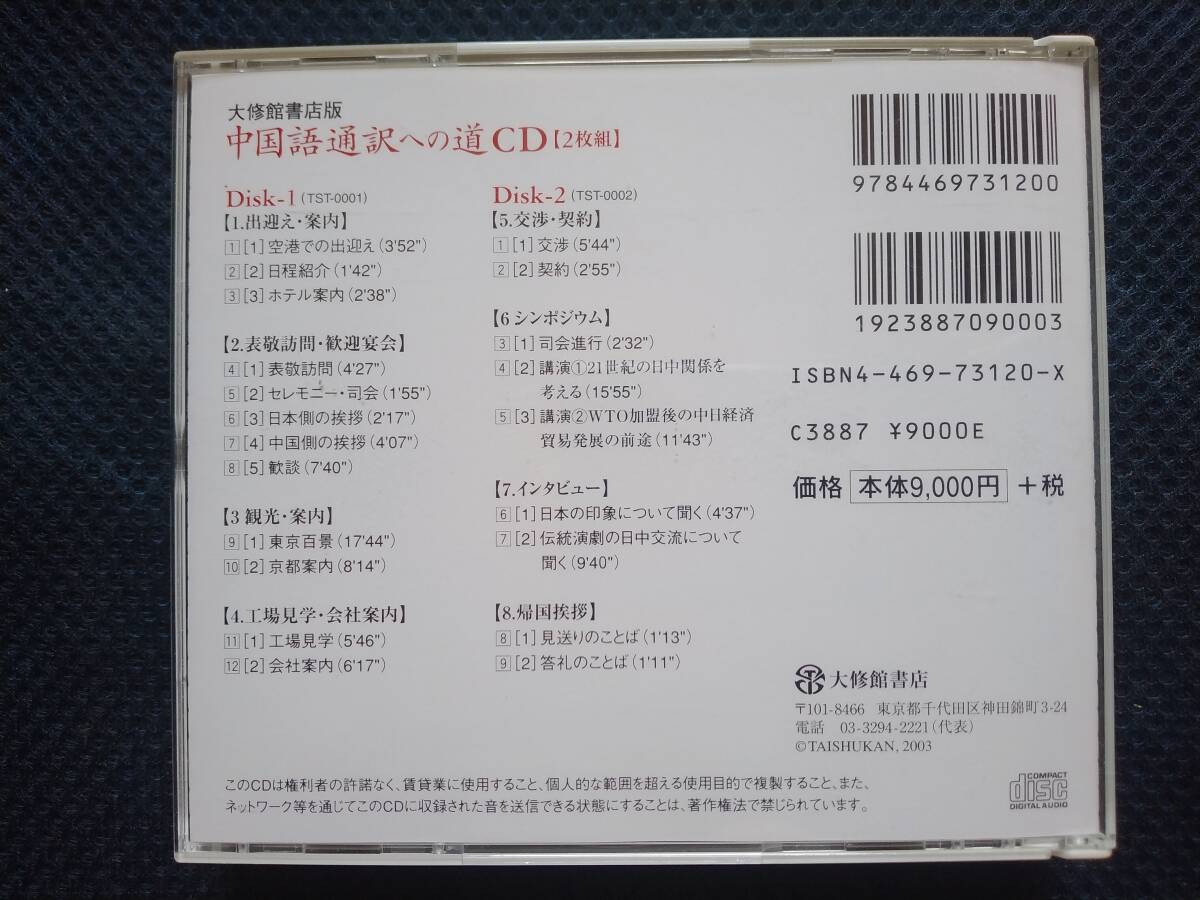 大修館書店版
中国語通訳への道CD【2枚組】
Disk-1(TST-0001)
【1.出迎え・案内】
1[1]空港での出迎え(3'52")
2[2]日程紹介(1'42")
3[3]ホテル案内(2'38")
【2.表敬訪問・歓迎宴会】
4[1]表敬訪問(4'27")
5[2]セレモニー・司会(1'55")
6[3]日本側の挨拶(2'17")
7[4]中国側の挨拶(4'07")
8[5]歓談(7'40")
【3 観光・案内】
9[1]東京百景(17'44")
10[2]京都案内(8'14")
【4.工場見学・会社案内】
11[1]工場見学(5'46")
12[2]会社案内(6'17")
Disk-2(TST-0002)
【5.交渉・契約】
1[1]交渉(5'44")
2[2]契約(2'55")
【6 シンポジウム】
3[1]司会進行(2'32")
4[2]講演①21世紀の日中関係を
考える(15'55")
5[3]講演②WTO加盟後の中日経済
貿易発展の前途(11'43")
【7.インタビュー】
6[1]日本の印象について聞く(4'37")
7[2]伝統演劇の日中交流について
聞く(9'40")
【8.帰国挨拶】
8[1]見送りのことば(1'13")
9[2]答礼のことば(1'11")
9784469731200
1923887090003
ISBN4-469-73120-X
C3887 ¥9000E
価格 本体9,000円 +税
大修館書店
〒101-8466 東京都千代田区神田錦町3-24
電話 03-3294-2221(代表)
©TAISHUKAN, 2003
このCDは権利者の許諾なく、賃貸業に使用すること、個人的な範囲を超える使用目的で複製すること、また、
ネットワーク等を通じてこのCDに収録された音を送信できる状態にすることは、著作権法で禁じられています。
COMPACT
disc
DIGITAL AUDIO